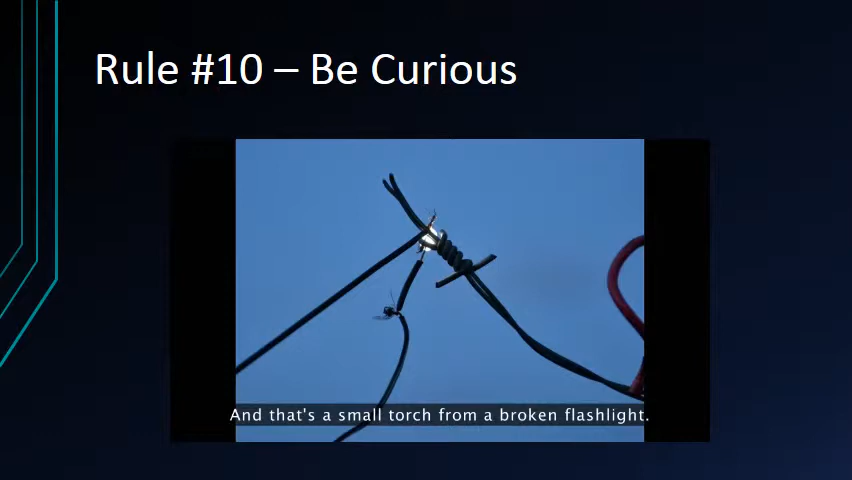 Rule #10 – Be Curious
And that's a small torch from a broken flashlight.